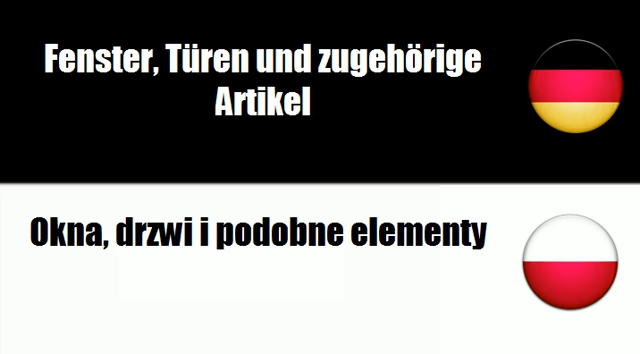 Fenster, Türen und zugehörige
Artikel
Okna, drzwi i podobne elementy